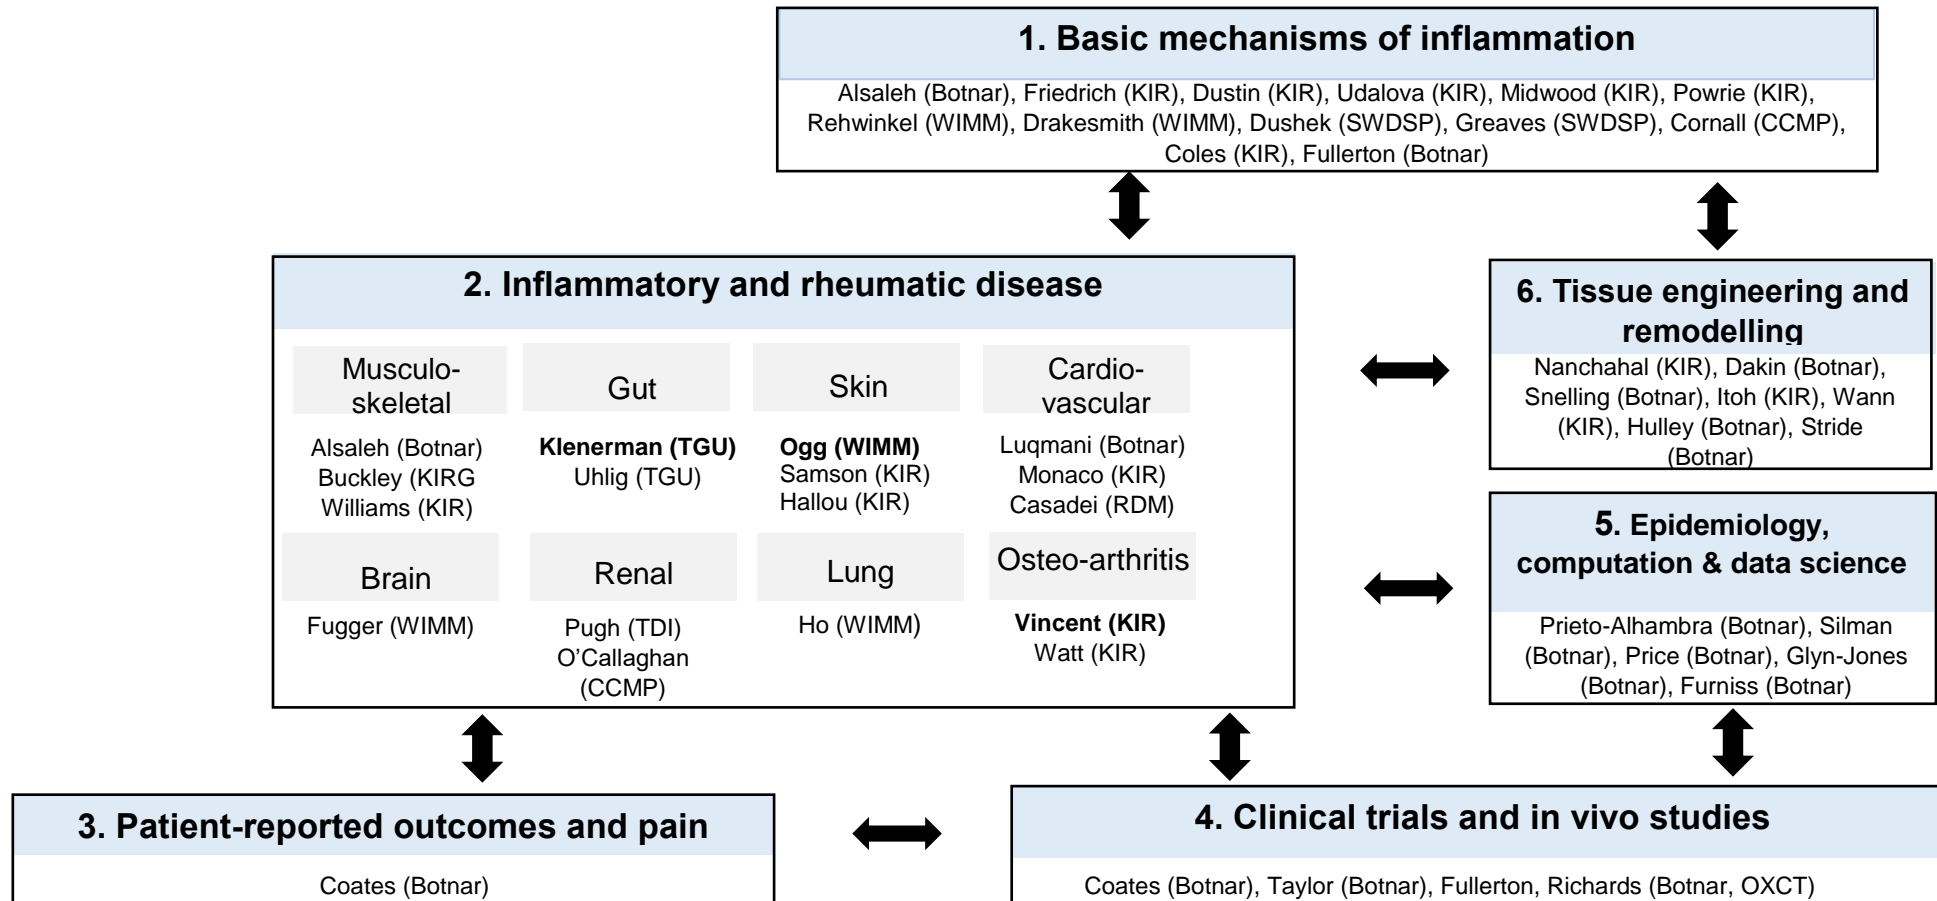 1. Basic mechanisms of inflammation
Alsaleh (Botnar), Friedrich (KIR), Dustin (KIR), Udalova (KIR), Midwood (KIR), Powrie (KIR),
Rehwinkel (WIMM), Drakesmith (WIMM), Dushek (SWDSP), Greaves (SWDSP), Cornall (CCMP),
Coles (KIR), Fullerton (Botnar)
2. Inflammatory and rheumatic disease
Musculo-
skeletal
Alsaleh (Botnar)
Buckley (KIRG
Williams (KIR)
Gut
Klenerman (TGU)
Uhlig (TGU)
Skin
Ogg (WIMM)
Samson (KIR)
Hallou (KIR)
Cardio-
vascular
Luqmani (Botnar)
Monaco (KIR)
Casadei (RDM)
Brain
Fugger (WIMM)
Renal
Pugh (TDI)
O’Callaghan
(CCMP)
Lung
Ho (WIMM)
Osteo-arthritis
Vincent (KIR)
Watt (KIR)
6. Tissue engineering and
remodelling
Nanchahal (KIR), Dakin (Botnar),
Snelling (Botnar), Itoh (KIR), Wann
(KIR), Hulley (Botnar), Stride
(Botnar)
5. Epidemiology,
computation & data science
Prieto-Alhambra (Botnar), Silman
(Botnar), Price (Botnar), Glyn-Jones
(Botnar), Furniss (Botnar)
3. Patient-reported outcomes and pain
Coates (Botnar)
4. Clinical trials and in vivo studies
Coates (Botnar), Taylor (Botnar), Fullerton, Richards (Botnar, OXCT)